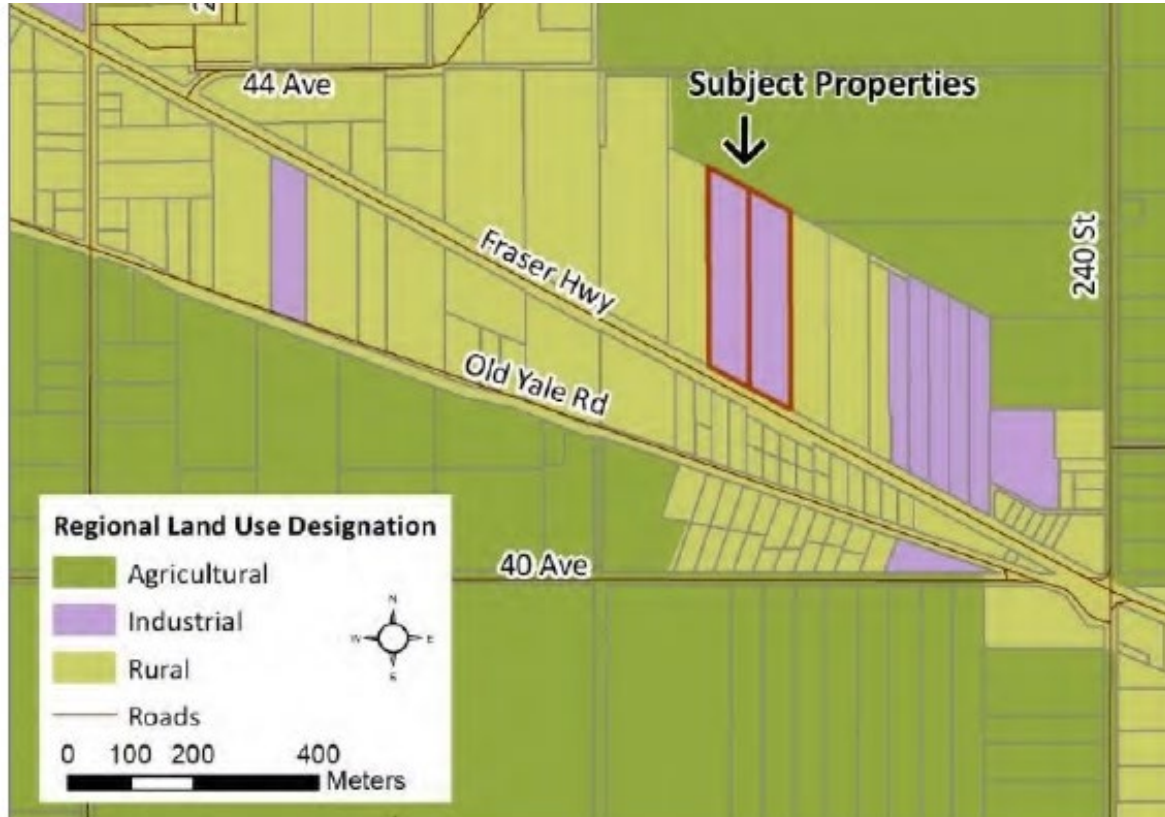 44 Ave
Subject Properties
240 St
Fraser Hwy
Old Yale Rd
40 Ave
Regional Land Use Designation
Agricultural
Industrial
Rural
Roads
N
W E
S
0 100 200 400
Meters